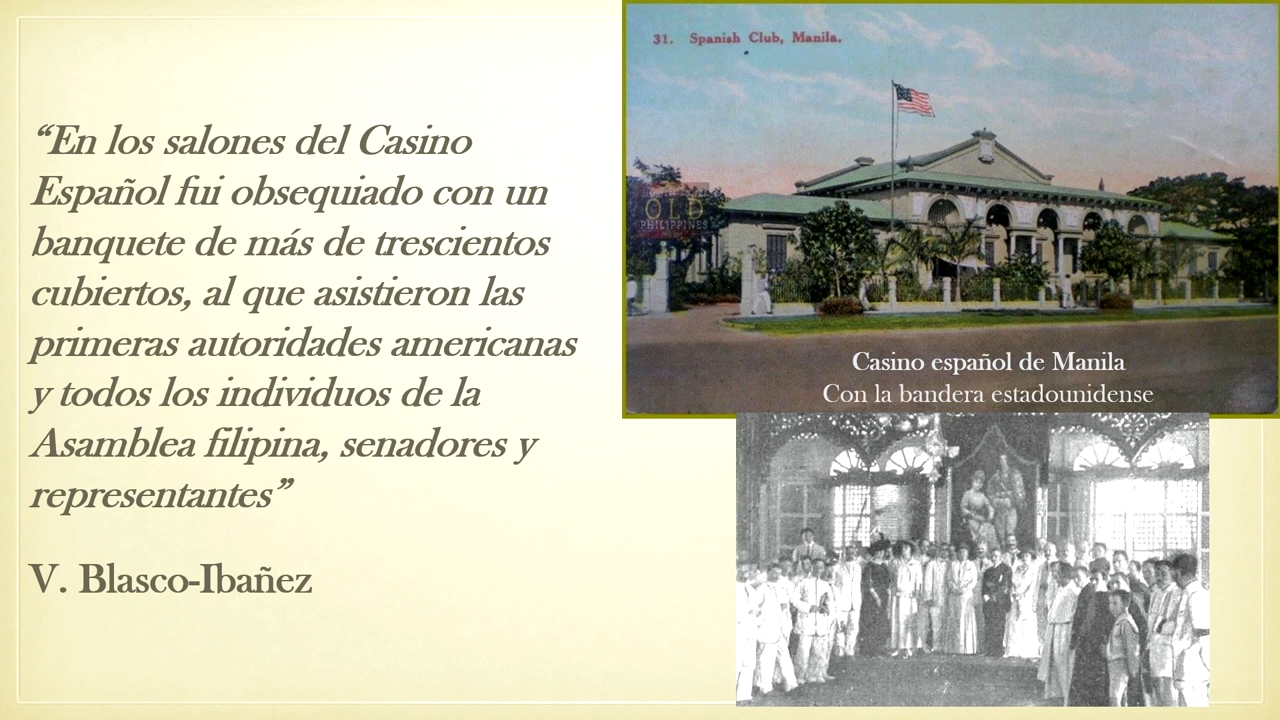 “En los salones del Casino
Español fui obsequiado con un
banquete de más de trescientos
cubiertos, al que asistieron las
primeras autoridades americanas
y todos los individuos de la
Asamblea filipina, senadores y
representantes”
V. Blasco-Ibañez
31. Spanish Club, Manila.
OLD
PHILIPPINES
Casino español de Manila
Con la bandera estadounidense